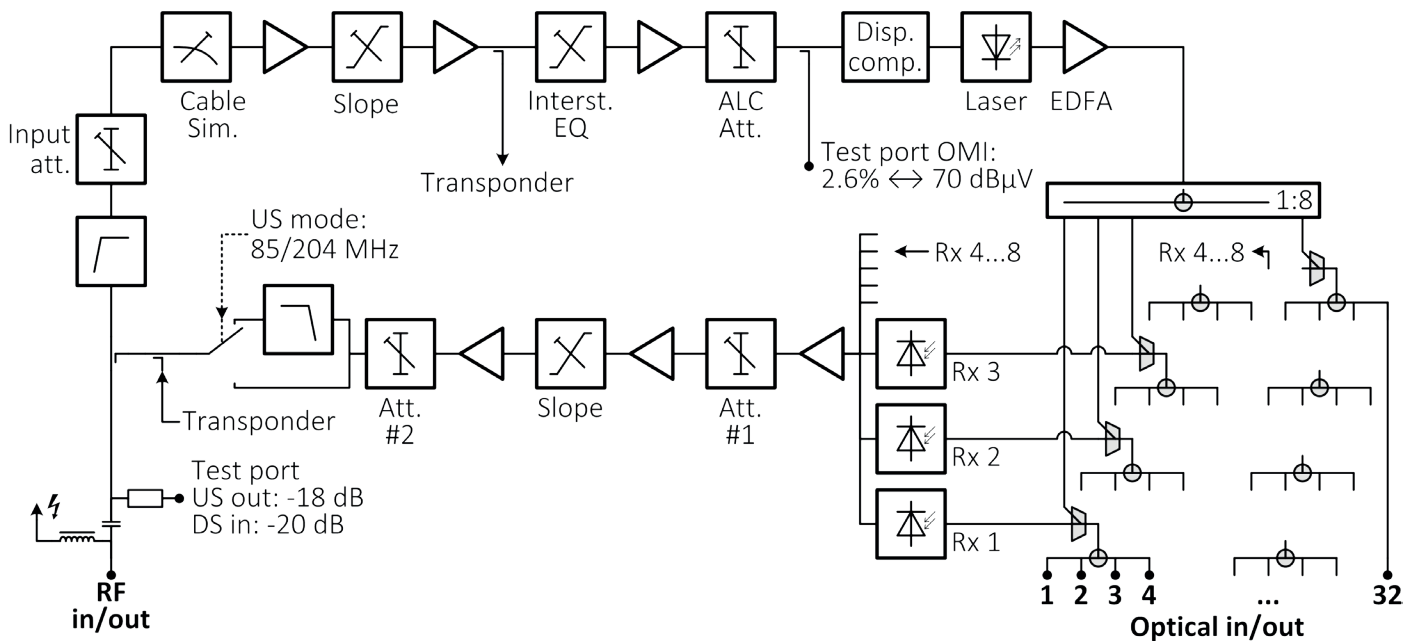 Cable
Sim.
Slope
Interst.
EQ
ALC
Att.
Disp.
comp.
Laser
EDFA
Input
att.
Transponder
Test port OMI:
2.6% ↔ 70 dBµV
1:8
US mode:
85/204 MHz
Rx 4...8
Rx 4...8
Rx 3
Att.
#2
Slope
Att.
#1
Transponder
Rx 2
Test port
US out: -18 dB
DS in: -20 dB
Rx 1
RF
in/out
1 2 3 4 ... 32
Optical in/out